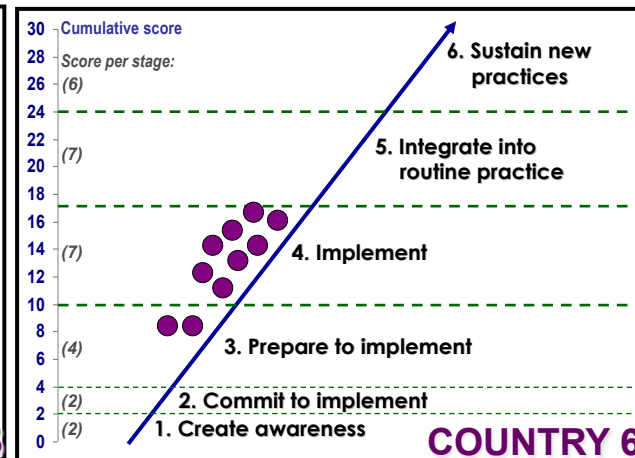 30 Cumulative score
28 Score per stage:
26 (6)
24
22
20 (7)
18
16
14 (7)
12
10
8
6 (4)
4
2 (2)
0 (2)
6. Sustain new
practices
5. Integrate into
routine practice
4. Implement
3. Prepare to implement
2. Commit to implement
1. Create awareness
COUNTRY 6